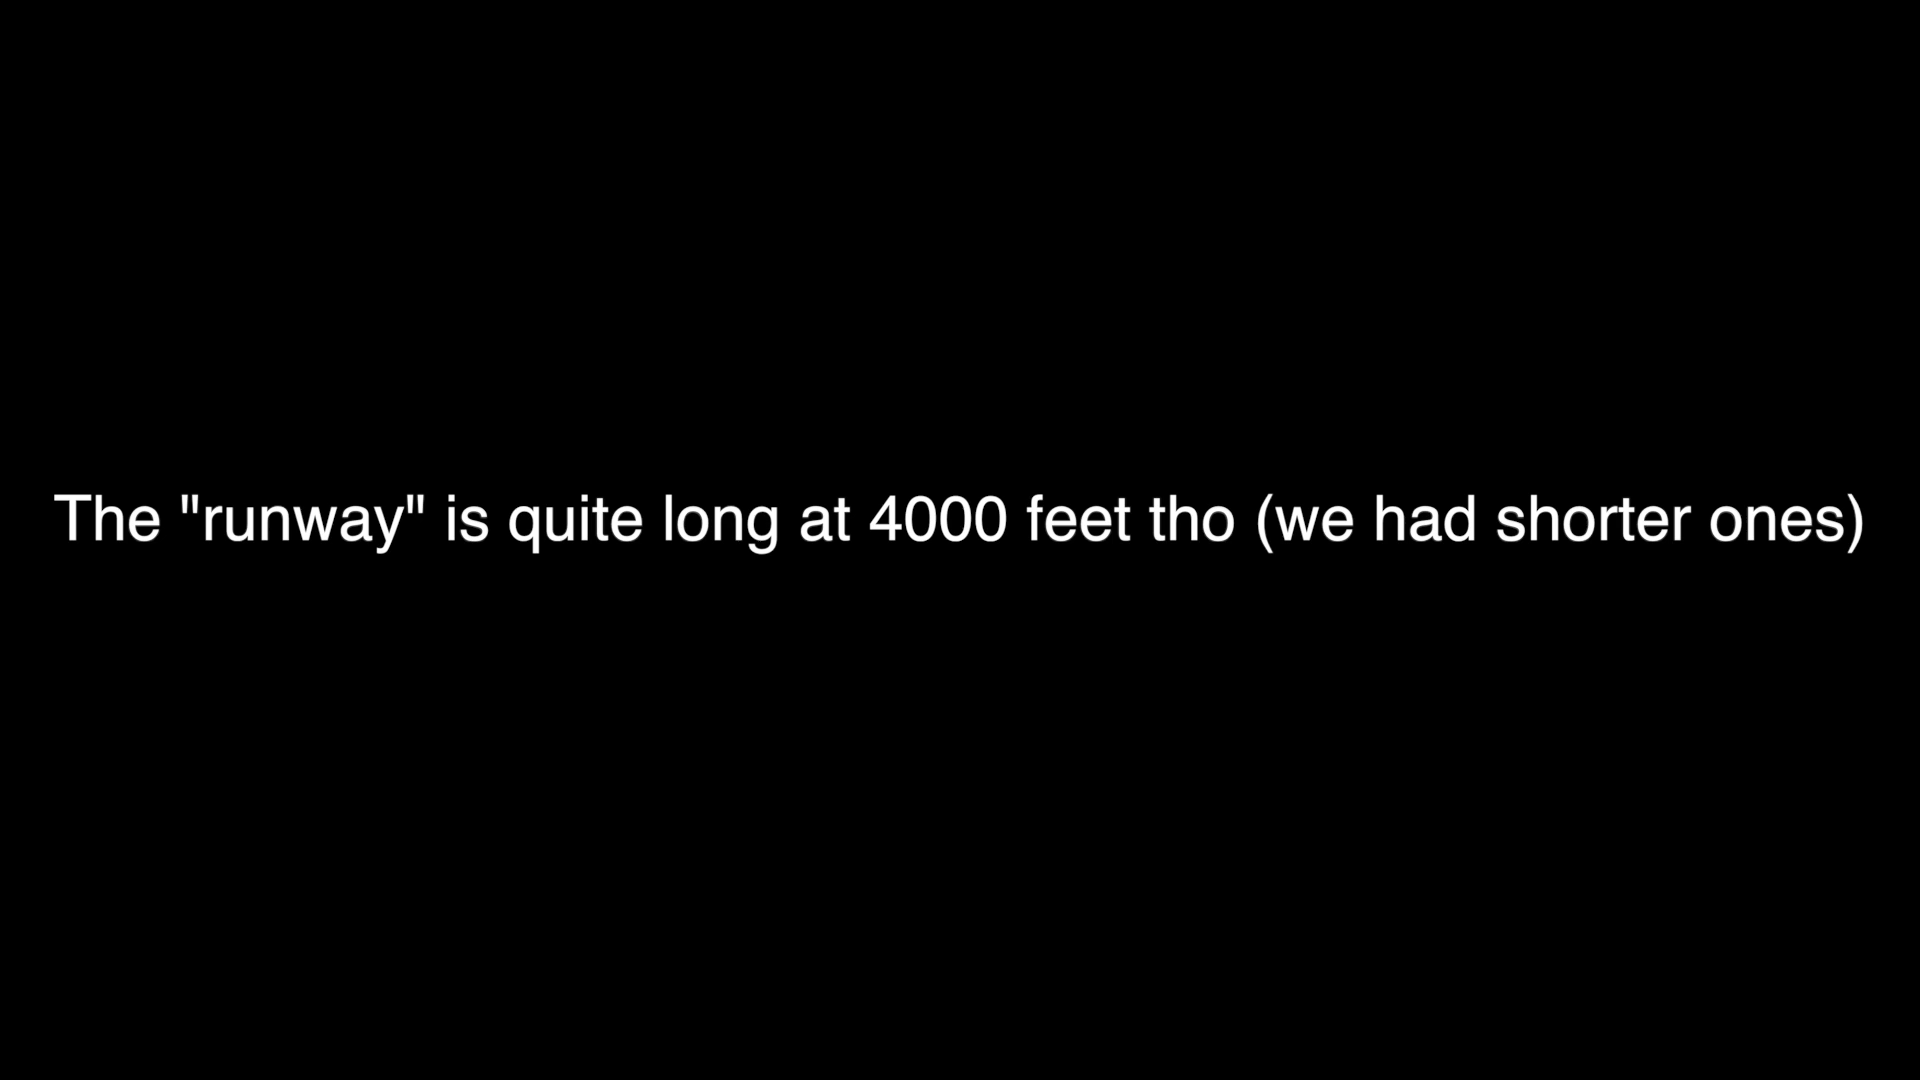 The "runway" is quite long at 4000 feet tho (we had shorter ones)